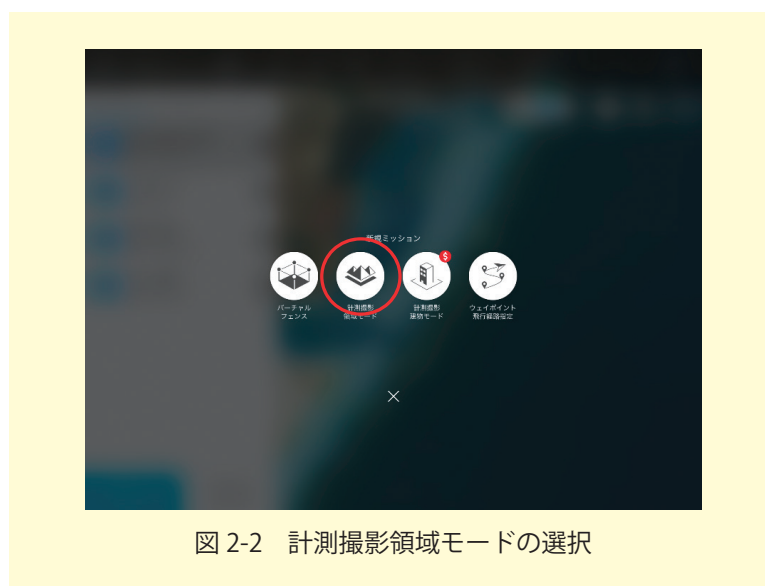 新規ミッション
$
バーチャル
フェンス
計測撮影
領域モード
計測撮影
建物モード
ウェイポイント
飛行経路指定
図 2-2 計測撮影領域モードの選択